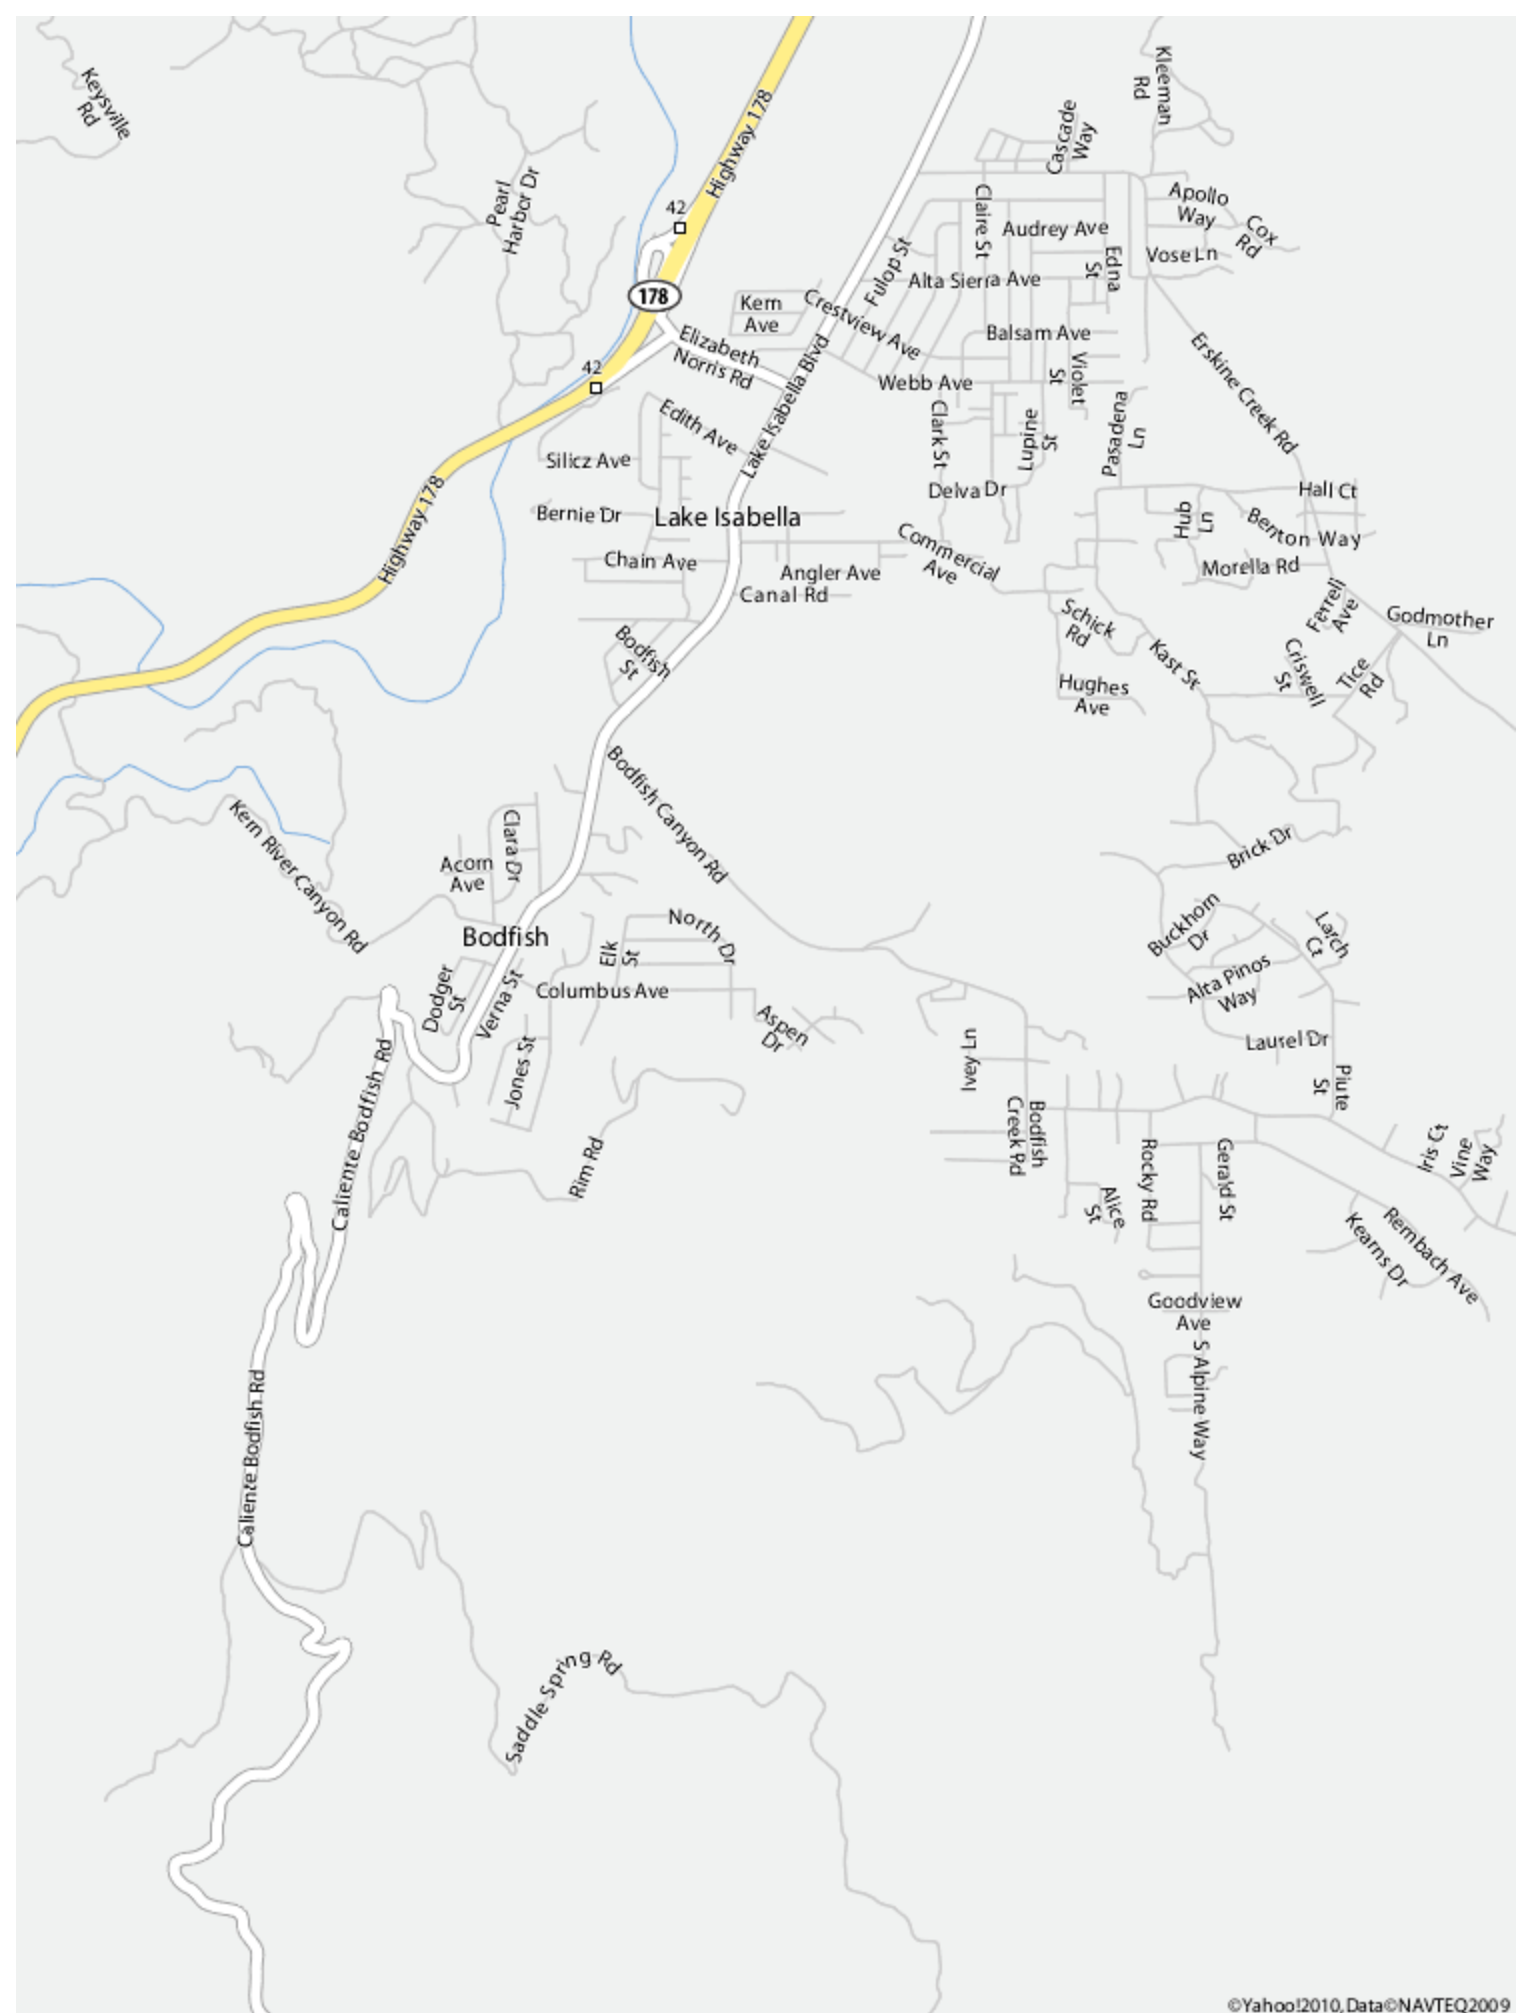 Keysville
Rd
Pearl
Harbor Dr
Highway 178
42
178
42
Highway 178
Kleeman
Rd
Cascade
Way
Claire St
Apollo
Way
Cox
Rd
Audrey Ave
Vose Ln
Edna
St
Fulop St
Alta Sierra Ave
Kern
Ave
Crestview Ave
Balsam Ave
Elizabeth
Norris Rd
Lake Isabella Blvd
Webb Ave
Violet
St
Erskine Creek Rd
Edith Ave
Clark St
Lupine
St
Pasadena
Ln
Silicz Ave
Delva Dr
Hall Ct
Bernie Dr
Lake Isabella
Hub
Ln
Benton Way
Commercial
Ave
Chain Ave
Angler Ave
Canal Rd
Morella Rd
Ferrell
Ave
Godmother
Ln
Schick
Rd
Bodfish
St
Kast St
Criswell
St
Tice
Rd
Hughes
Ave
Bodfish Canyon Rd
Kern River Canyon Rd
Clara Dr
Acorn
Ave
Brick Dr
Bodfish
Elk
St
North Dr
Buckhorn
Dr
Larch
Ct
Dodger
St
Verna St
Columbus Ave
Aspen
Dr
Alta Pinos
Way
Laurel Dr
Jones St
Ivey Ln
Piute
St
Caliente Bodfish Rd
Rim Rd
Bodfish
Creek Rd
Rocky Rd
Gerald St
Alice
St
Iris Ct
Vine
Way
Kearns Dr
Rembach Ave
Goodview
Ave
S Alpine Way
Caliente Bodfish Rd
Saddle Spring Rd
©Yahoo!2010, Data©NAVTEQ2009